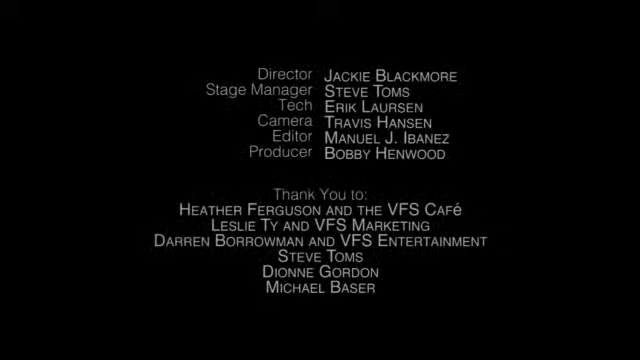 Director JACKIE BLACKMORE
Stage Manager STEVE TOMS
Tech ERIK LAURSEN
Camera TRAVIS HANSEN
Editor MANUEL J. IBANEZ
Producer BOBBY HENWOOD
Thank You to:
HEATHER FERGUSON AND THE VFS CAFé
LESLIE TY AND VFS MARKETING
DARREN BORROWMAN AND VFS ENTERTAINMENT
STEVE TOMS
DIONNE GORDON
MICHAEL BASER